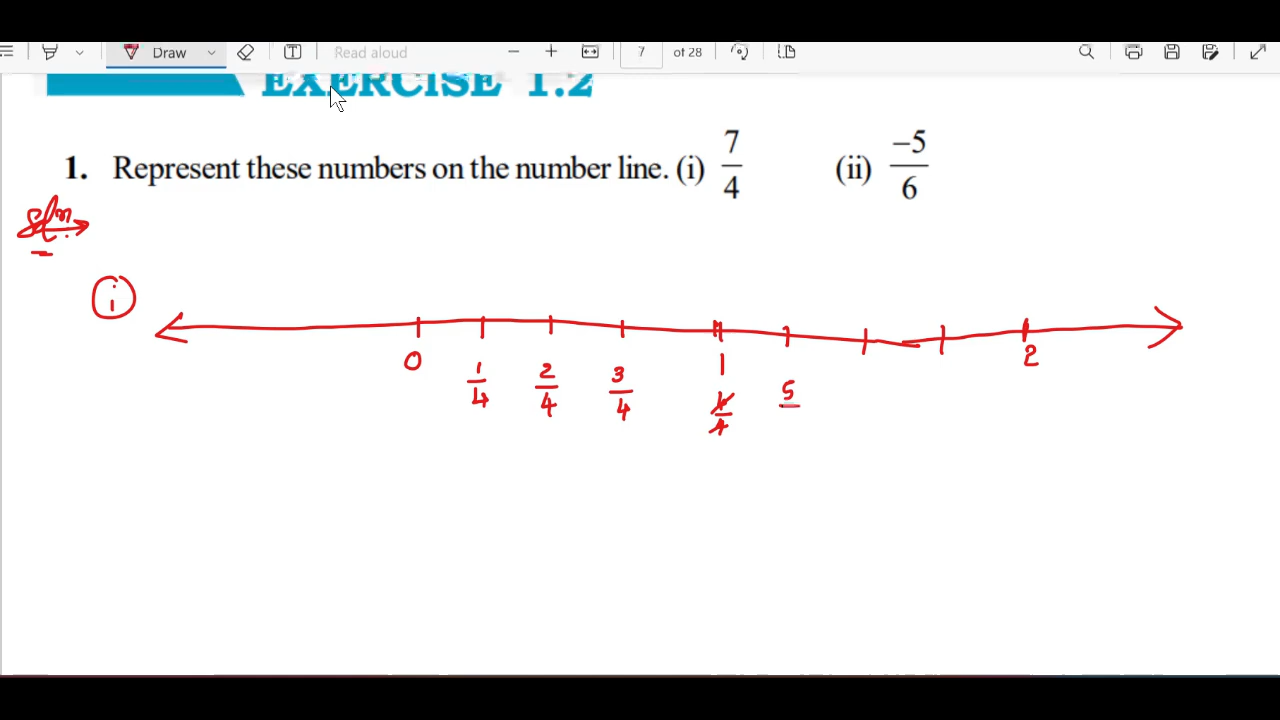 Draw Read aloud 7 of 28
EXERCISE 1.2
1. Represent these numbers on the number line. (i) 7/4 (ii) –5/6
Soln.
i
0 1 2
1/4 2/4 3/4 4/4 5